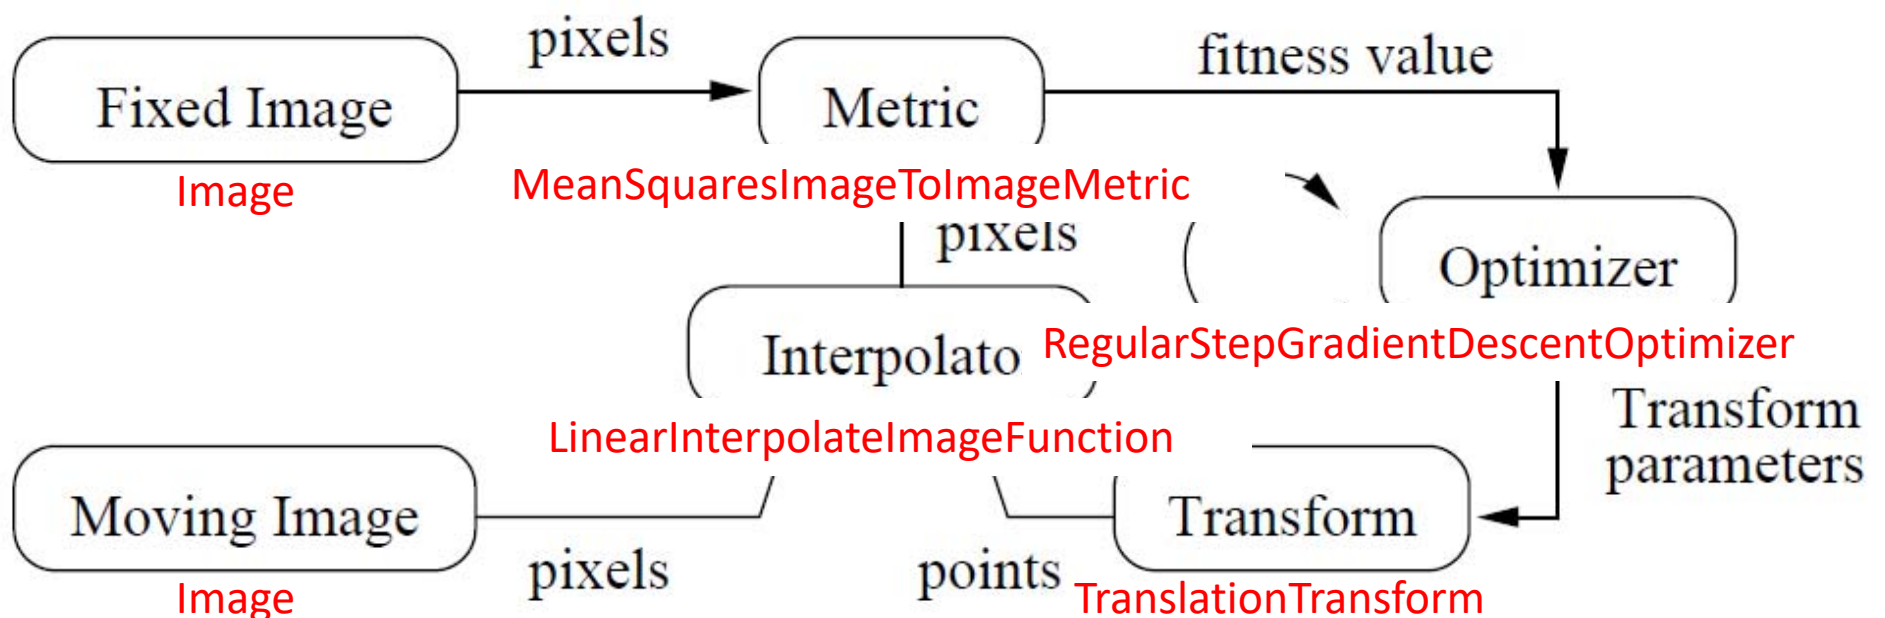 pixels
fitness value
Fixed Image
Metric
Image
MeanSquaresImageToImageMetric
pixels
Optimizer
Interpolato
RegularStepGradientDescentOptimizer
Transform
parameters
LinearInterpolateImageFunction
Moving Image
Transform
pixels
points
Image
TranslationTransform